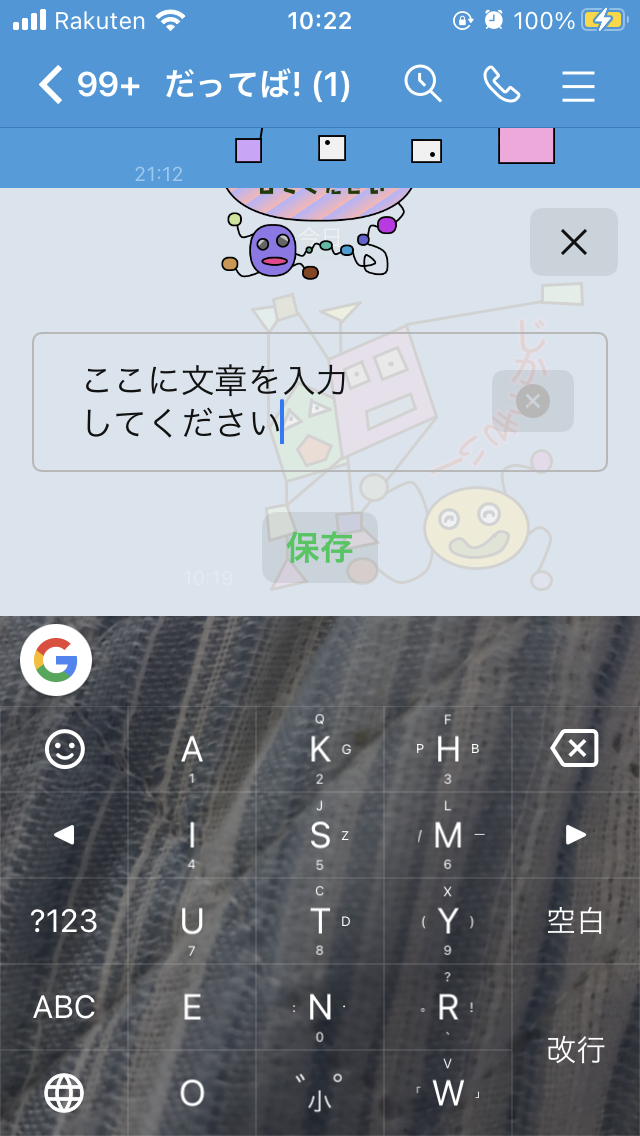 Rakuten 10:22 100%
99+ だってば! (1)
21:12
今日
ここに文章を入力
してください
保存
10:19
G
Q
A K G P F H B
1 2 3
J L
I S Z / M —
4 5 6
C X
?123 U T D ( Y ) 空白
7 8 9
?
ABC E : N ・ 。 R !
0 、
改行
V
O 小 ゛゜ 「 W 」